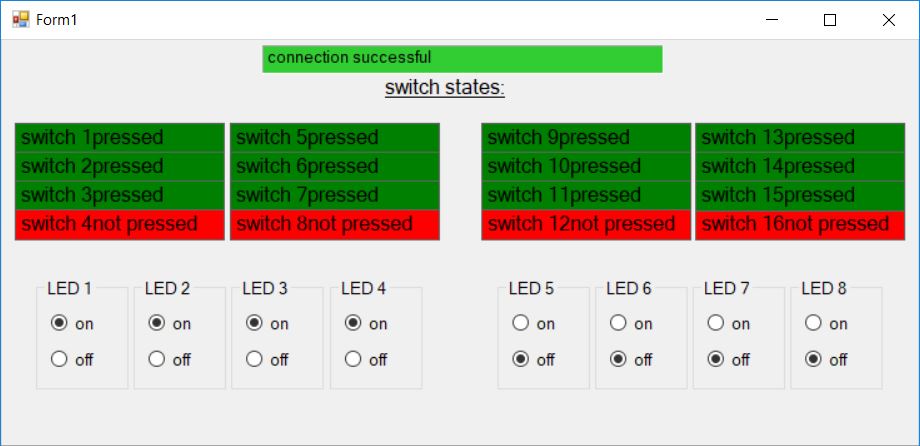 Form1
connection successful
switch states:
switch 1pressed
switch 2pressed
switch 3pressed
switch 4not pressed
switch 5pressed
switch 6pressed
switch 7pressed
switch 8not pressed
switch 9pressed
switch 10pressed
switch 11pressed
switch 12not pressed
switch 13pressed
switch 14pressed
switch 15pressed
switch 16not pressed
LED 1
on
off
LED 2
on
off
LED 3
on
off
LED 4
on
off
LED 5
on
off
LED 6
on
off
LED 7
on
off
LED 8
on
off